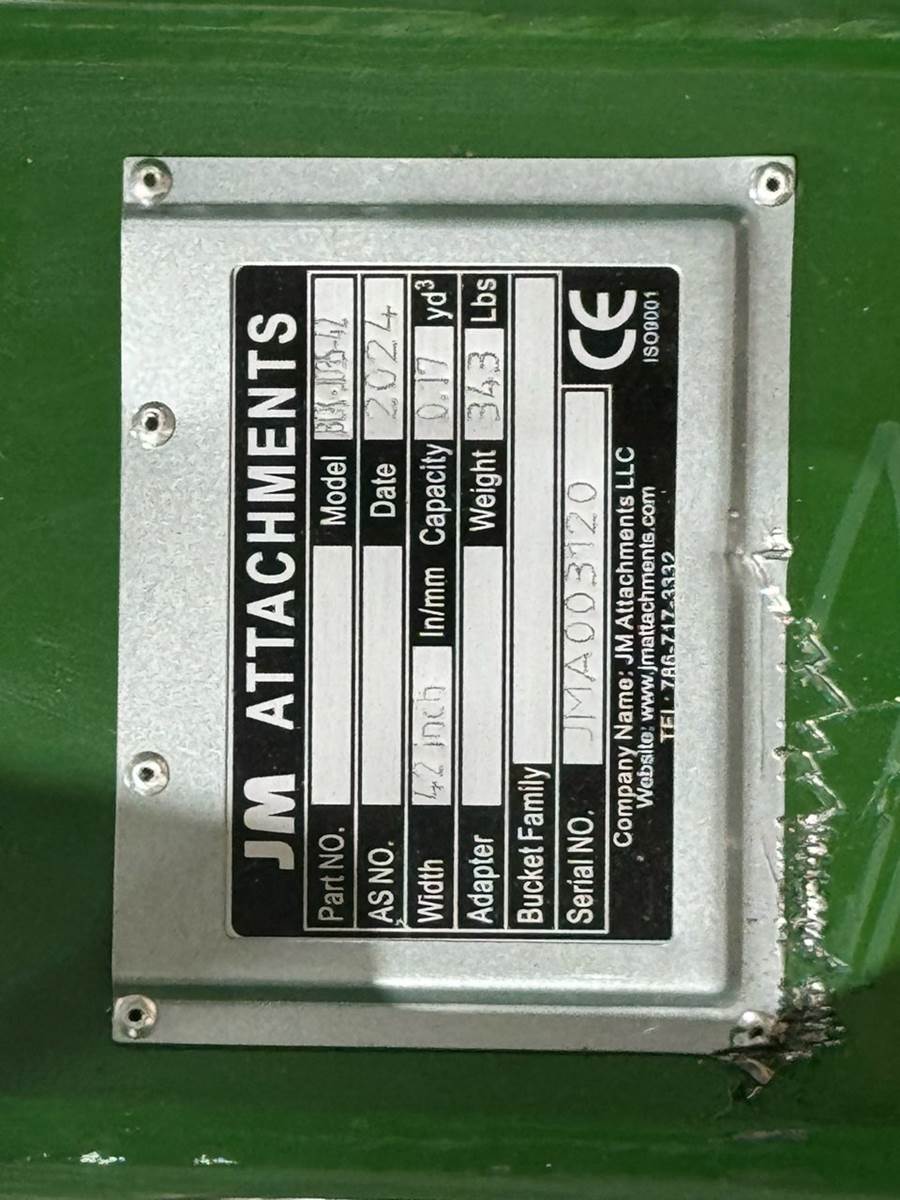 JM ATTACHMENTS
Part NO. Model
AS NO. Date 2024
Width 42 inch In/mm Capacity 0.17 yd³
Adapter Weight 343 Lbs
Bucket Family
Serial NO. JMA003120
CE
Company Name: JM Attachments LLC
Website: www.jmattachments.com
ISO9001
TEL: 786-717-3332